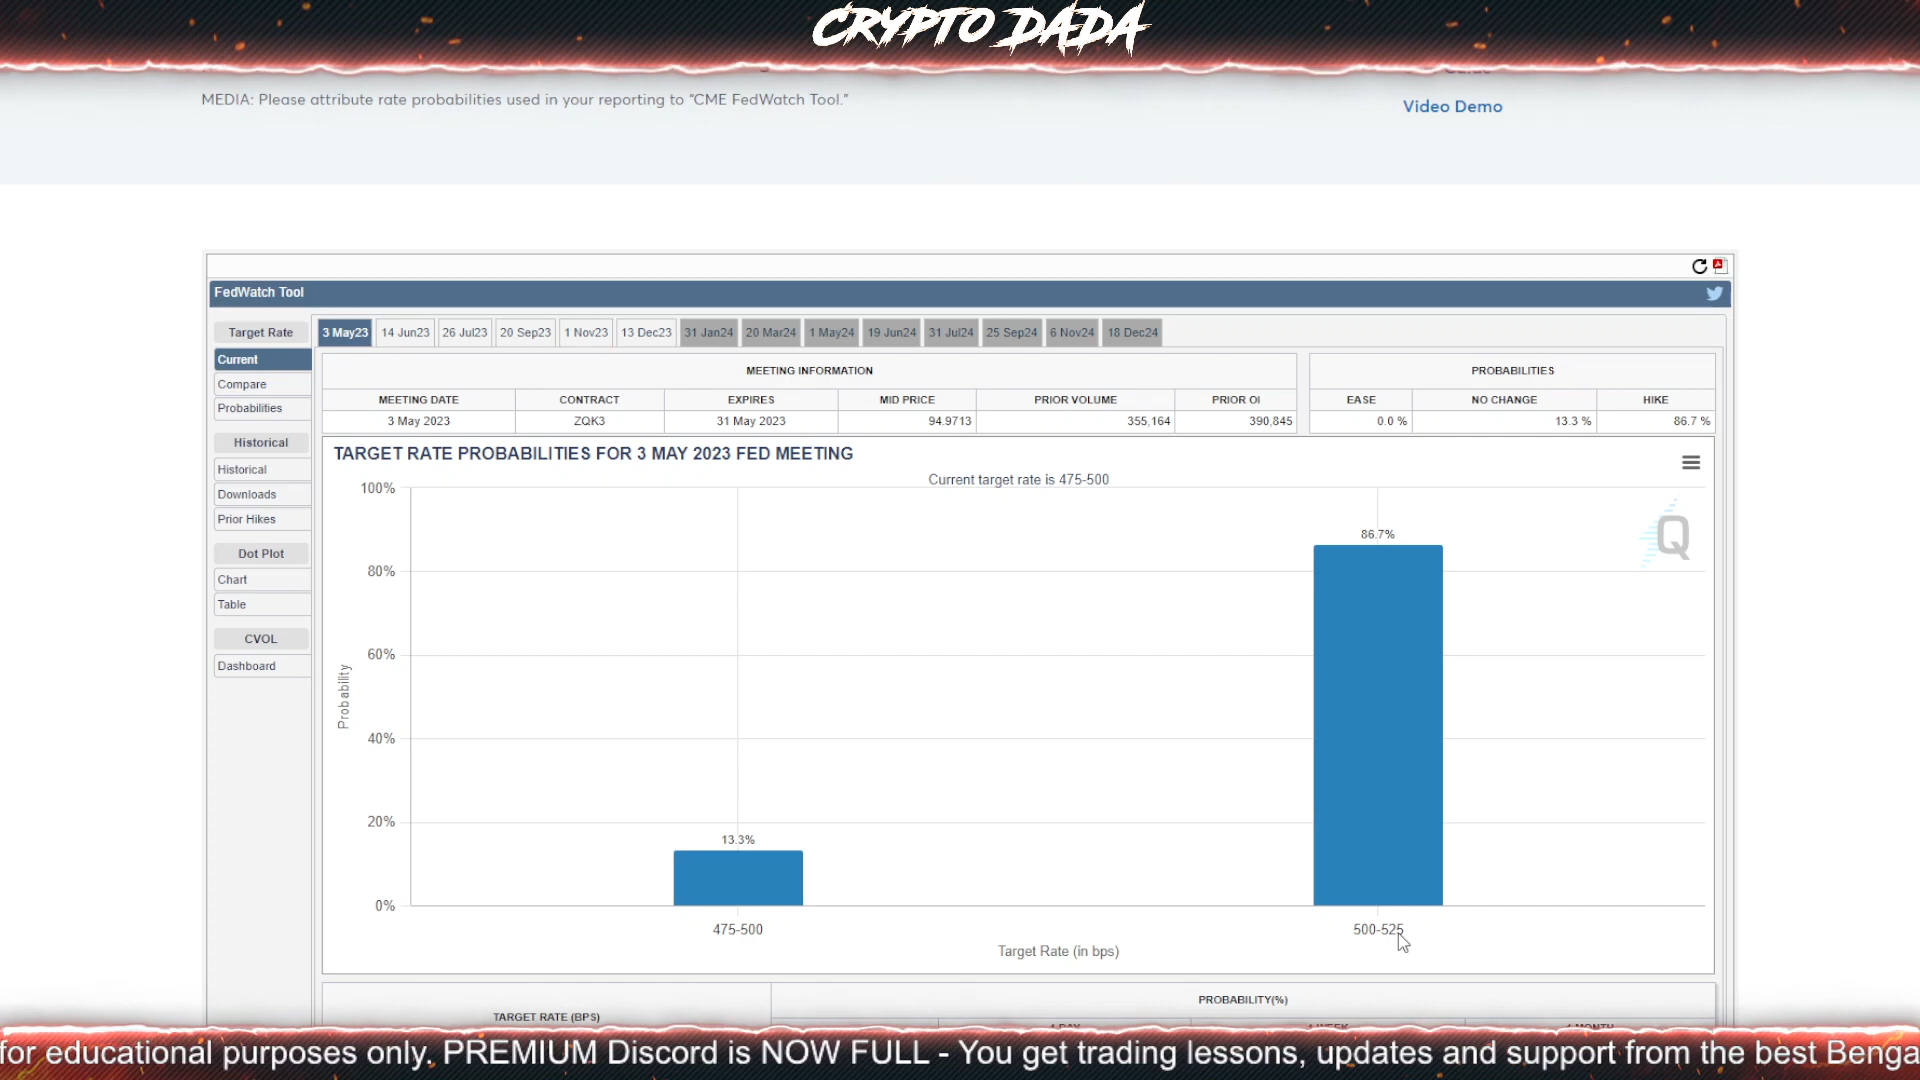 CRYPTO DADA
MEDIA: Please attribute rate probabilities used in your reporting to "CME FedWatch Tool."
Video Demo
FedWatch Tool
Target Rate
3 May23 14 Jun23 26 Jul23 20 Sep23 1 Nov23 13 Dec23 31 Jan24 20 Mar24 1 May24 19 Jun24 31 Jul24 25 Sep24 6 Nov24 18 Dec24
Current
Compare
Probabilities
Historical
Historical
Downloads
Prior Hikes
Dot Plot
Chart
Table
CVOL
Dashboard
MEETING INFORMATION
MEETING DATE CONTRACT EXPIRES MID PRICE PRIOR VOLUME PRIOR OI
3 May 2023 ZQK3 31 May 2023 94.9713 355,164 390,845
PROBABILITIES
EASE NO CHANGE HIKE
0.0 % 13.3 % 86.7 %
TARGET RATE PROBABILITIES FOR 3 MAY 2023 FED MEETING
Current target rate is 475-500
100%
80%
60%
40%
20%
0%
Probability
Q
13.3%
86.7%
475-500
500-525
Target Rate (in bps)
TARGET RATE (BPS)
PROBABILITY(%)
for educational purposes only. PREMIUM Discord is NOW FULL - You get trading lessons, updates and support from the best Benga